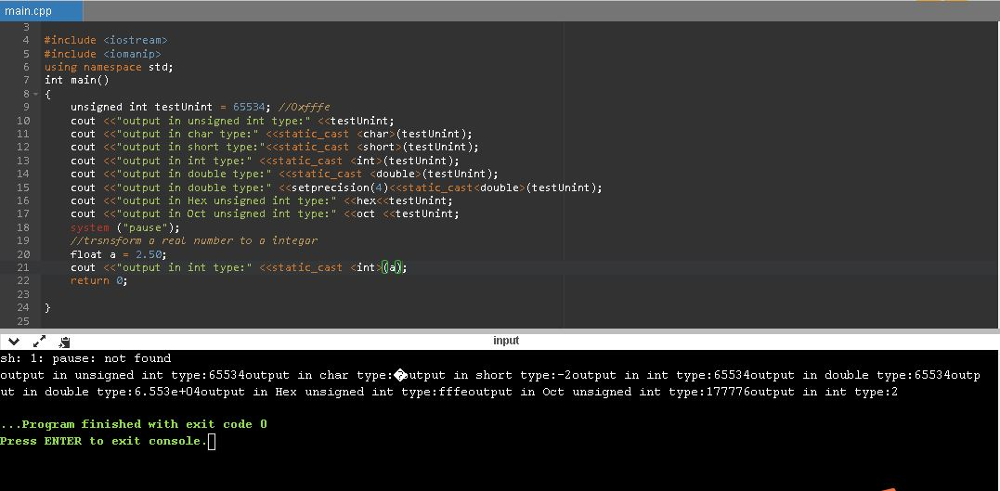 main.cpp
3
4 #include <iostream>
5 #include <iomanip>
6 using namespace std;
7 int main()
8 {
9 unsigned int testUnint = 65534; //0xfffe
10 cout <<"output in unsigned int type:" <<testUnint;
11 cout <<"output in char type:" <<static_cast <char>(testUnint);
12 cout <<"output in short type:"<<static_cast <short>(testUnint);
13 cout <<"output in int type:" <<static_cast <int>(testUnint);
14 cout <<"output in double type:" <<static_cast <double>(testUnint);
15 cout <<"output in double type:" <<setprecision(4)<<static_cast<double>(testUnint);
16 cout <<"output in Hex unsigned int type:" <<hex<<testUnint;
17 cout <<"output in Oct unsigned int type:" <<oct <<testUnint;
18 system ("pause");
19 //trsnsform a real number to a integar
20 float a = 2.50;
21 cout <<"output in int type:" <<static_cast <int>(a);
22 return 0;
23
24 }
25
input
sh: 1: pause: not found
output in unsigned int type:65534output in char type:�output in short type:-2output in int type:65534output in double type:65534outp
ut in double type:6.553e+04output in Hex unsigned int type:fffeoutput in Oct unsigned int type:177776output in int type:2
...Program finished with exit code 0
Press ENTER to exit console.